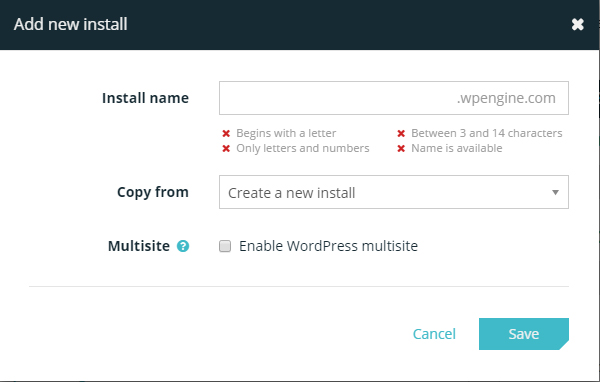 Add new install
Install name
.wpengine.com
Begins with a letter
Between 3 and 14 characters
Only letters and numbers
Name is available
Copy from
Create a new install
Multisite ?
Enable WordPress multisite
Cancel
Save